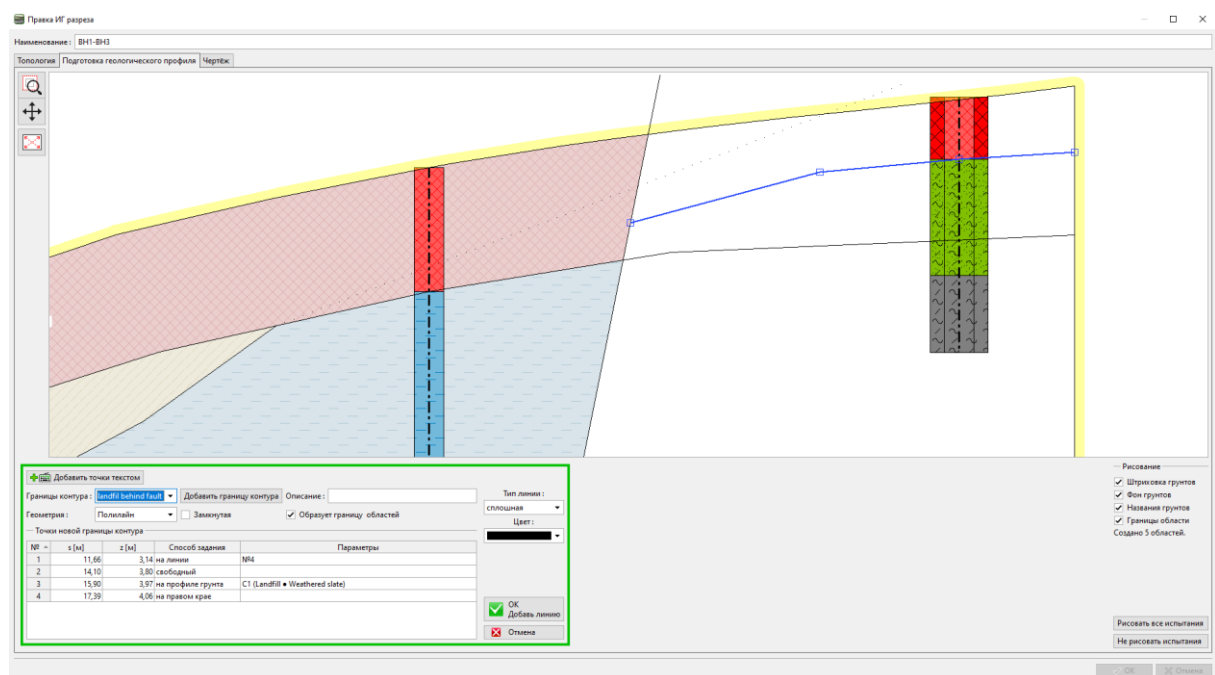 Правка ИГ разреза
Наименование: BH1-BH3
Топология Подготовка геологического профиля Чертёж
Добавить точки текстом
Границы контура: landfil behind fault Добавить границу контура Описание:
Тип линии:
сплошная
Геометрия: Полилайн Замкнутая Образует границу областей
Цвет:
Точки новой границы контура
№ s [м] z [м] Способ задания Параметры
1 11,66 3,14 на линии №4
2 14,10 3,80 свободный
3 15,90 3,97 на профиле грунта C1 (Landfill ● Weathered slate)
4 17,39 4,06 на правом крае
OK
Добавь линию
Отмена
Рисование
Штриховка грунтов
Фон грунтов
Названия грунтов
Границы области
Создано 5 областей.
Рисовать все испытания
Не рисовать испытания
OK Отмена